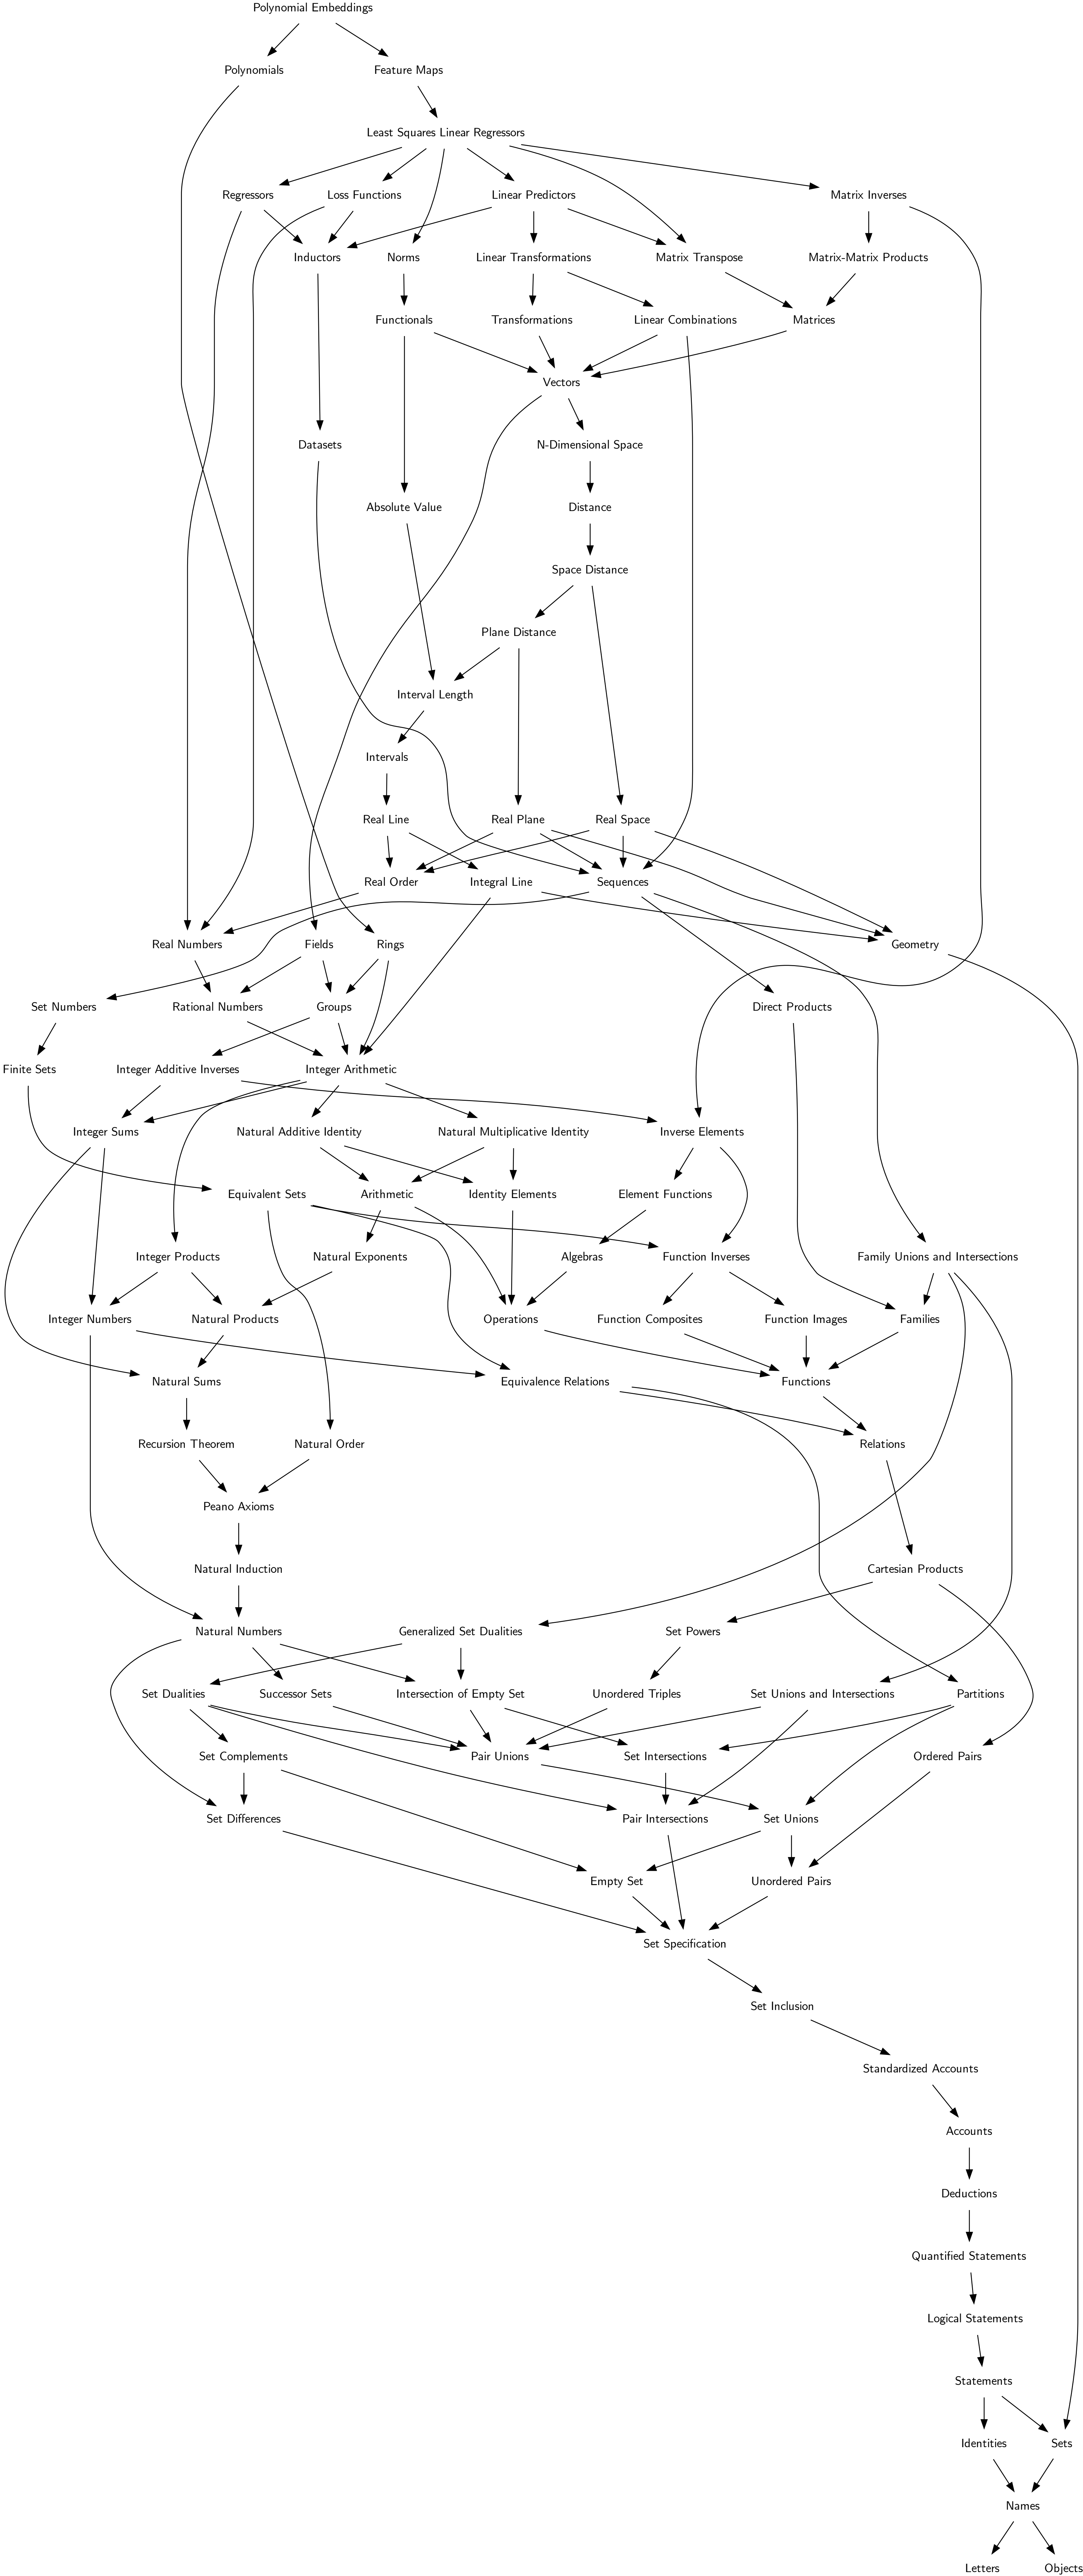 Polynomial Embeddings
Polynomials
Feature Maps
Least Squares Linear Regressors
Regressors
Loss Functions
Linear Predictors
Matrix Inverses
Inductors
Norms
Linear Transformations
Matrix Transpose
Matrix-Matrix Products
Functionals
Transformations
Linear Combinations
Matrices
Vectors
Datasets
N-Dimensional Space
Absolute Value
Distance
Space Distance
Plane Distance
Interval Length
Intervals
Real Line
Real Plane
Real Space
Real Order
Integral Line
Sequences
Real Numbers
Fields
Rings
Geometry
Set Numbers
Rational Numbers
Groups
Direct Products
Finite Sets
Integer Additive Inverses
Integer Arithmetic
Integer Sums
Natural Additive Identity
Natural Multiplicative Identity
Inverse Elements
Equivalent Sets
Arithmetic
Identity Elements
Element Functions
Integer Products
Natural Exponents
Algebras
Function Inverses
Family Unions and Intersections
Integer Numbers
Natural Products
Operations
Function Composites
Function Images
Families
Natural Sums
Equivalence Relations
Functions
Recursion Theorem
Natural Order
Relations
Peano Axioms
Natural Induction
Cartesian Products
Natural Numbers
Generalized Set Dualities
Set Powers
Set Dualities
Successor Sets
Intersection of Empty Set
Unordered Triples
Set Unions and Intersections
Partitions
Set Complements
Pair Unions
Set Intersections
Ordered Pairs
Set Differences
Pair Intersections
Set Unions
Empty Set
Unordered Pairs
Set Specification
Set Inclusion
Standardized Accounts
Accounts
Deductions
Quantified Statements
Logical Statements
Statements
Identities
Sets
Names
Letters
Objects